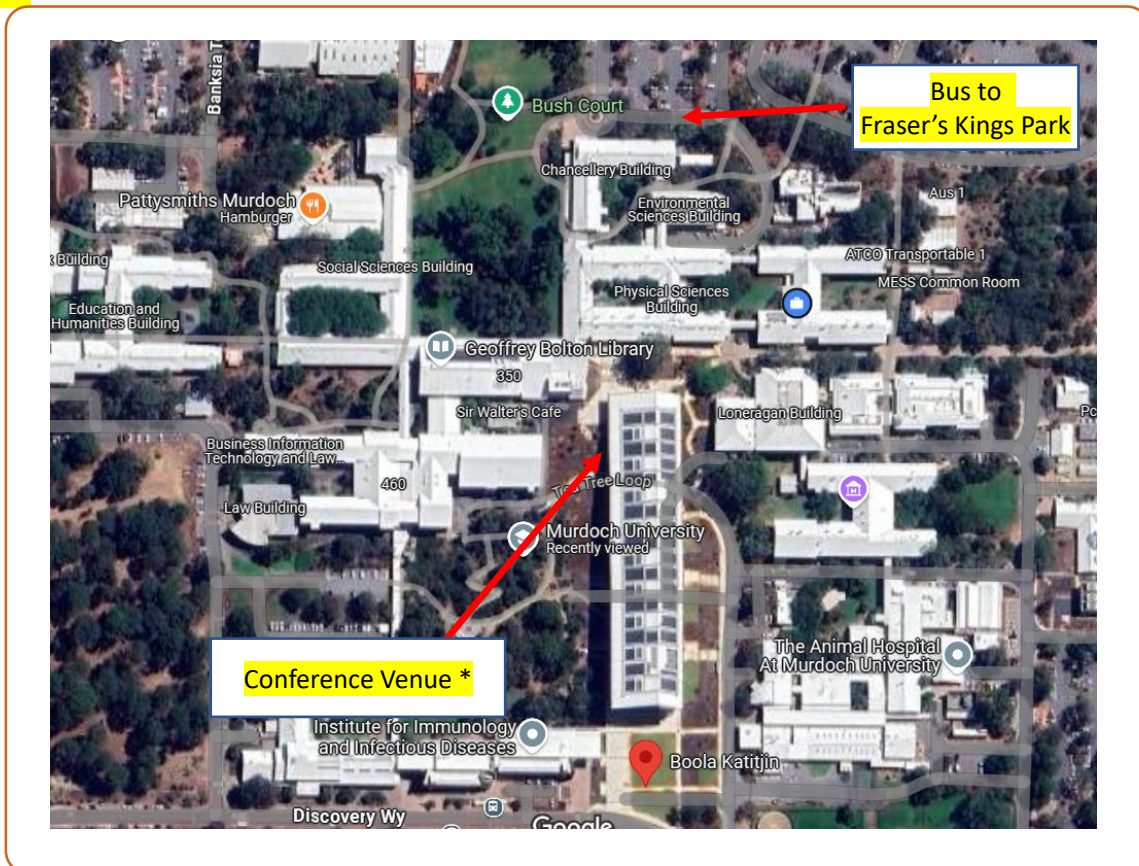 Banksia T
Bush Court
Bus to
Fraser’s Kings Park
Chancellery Building
Pattysmiths Murdoch
Hamburger
Environmental
Sciences Building
Aus 1
k Building
Social Sciences Building
ATCO Transportable 1
MESS Common Room
Physical Sciences
Building
Education and
Humanities Building
Geoffrey Bolton Library
350
Sir Walter's Cafe
Loneragan Building
Pc
Business Information
Technology and Law...
460
Tree Loop
Law Building
Murdoch University
Recently viewed
Conference Venue *
The Animal Hospital
At Murdoch University
Institute for Immunology
and Infectious Diseases
Boola Katitjin
Discovery Wy
Google